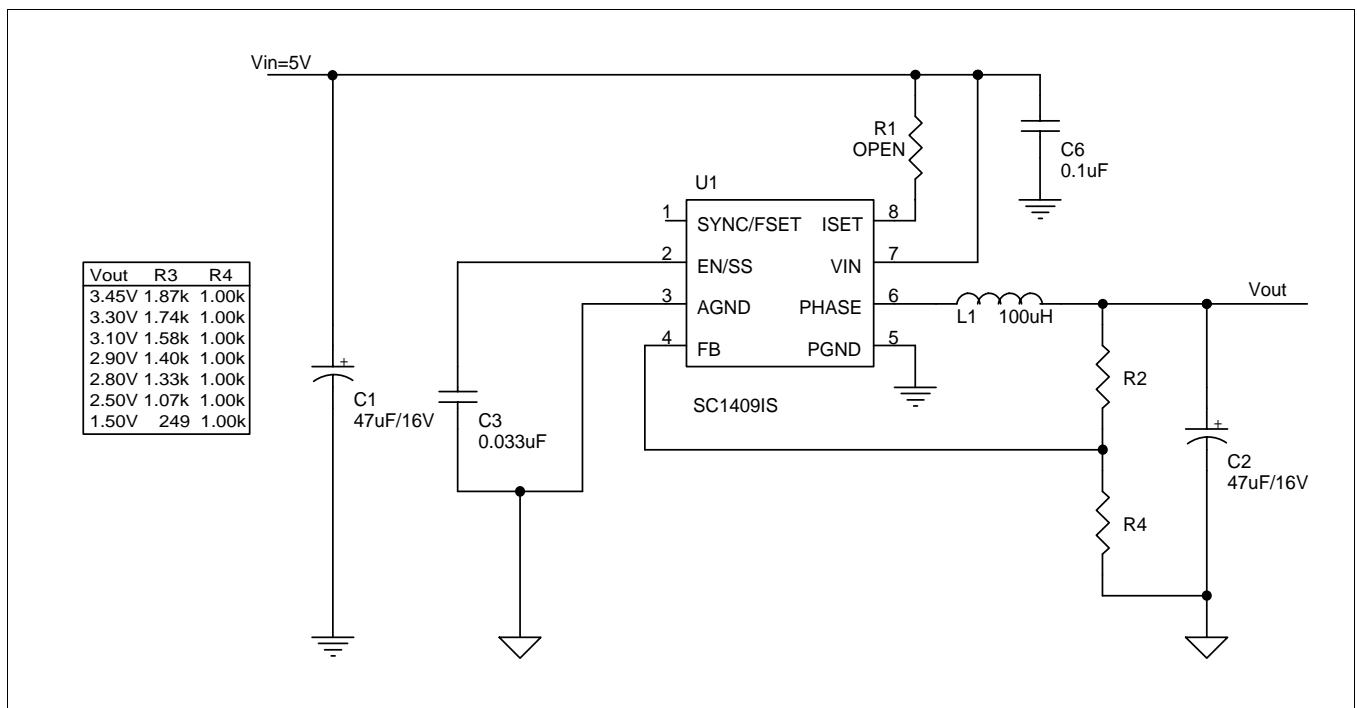 Vin=5V
R1
OPEN
C6
0.1uF
U1
1
SYNC/FSET
ISET
8
2
EN/SS
VIN
7
3
AGND
PHASE
6
4
FB
PGND
5
SC1409IS
L1
100uH
Vout
Vout R3 R4
3.45V 1.87k 1.00k
3.30V 1.74k 1.00k
3.10V 1.58k 1.00k
2.90V 1.40k 1.00k
2.80V 1.33k 1.00k
2.50V 1.07k 1.00k
1.50V 249 1.00k
+
C1
47uF/16V
C3
0.033uF
R2
+
C2
47uF/16V
R4